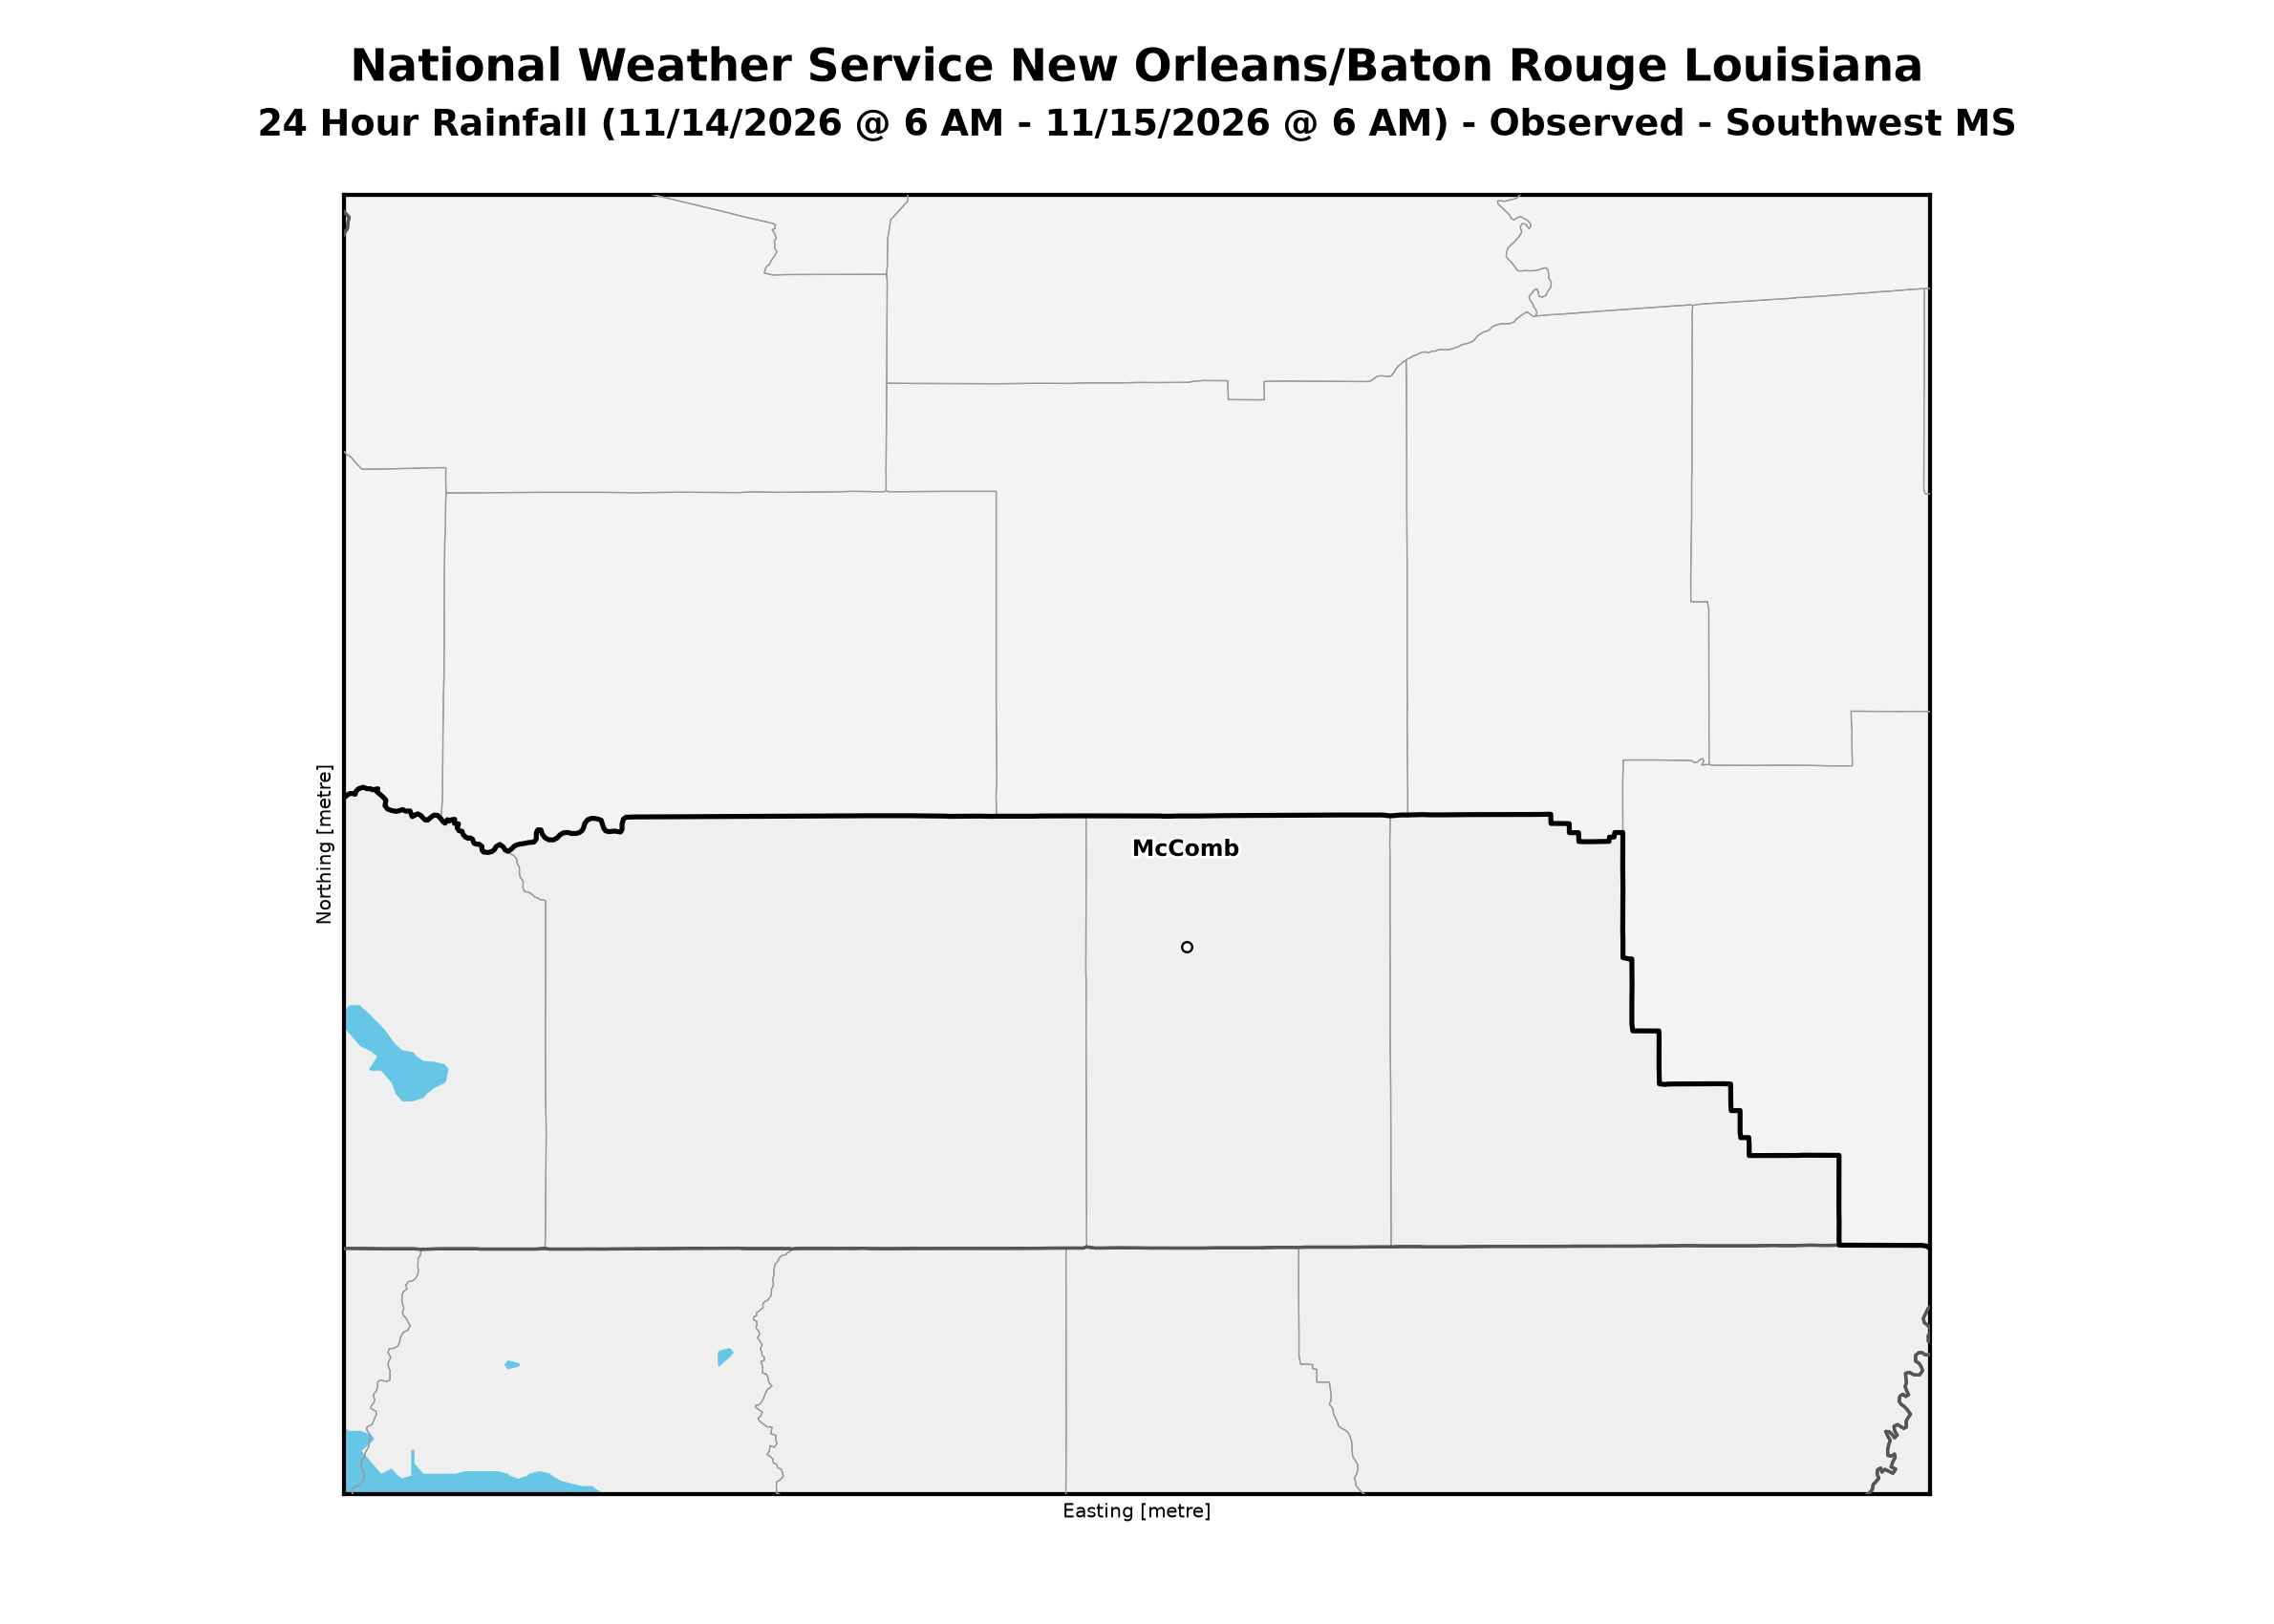 National Weather Service New Orleans/Baton Rouge Louisiana
24 Hour Rainfall (11/14/2026 @ 6 AM - 11/15/2026 @ 6 AM) - Observed - Southwest MS
McComb
Northing [metre]
Easting [metre]